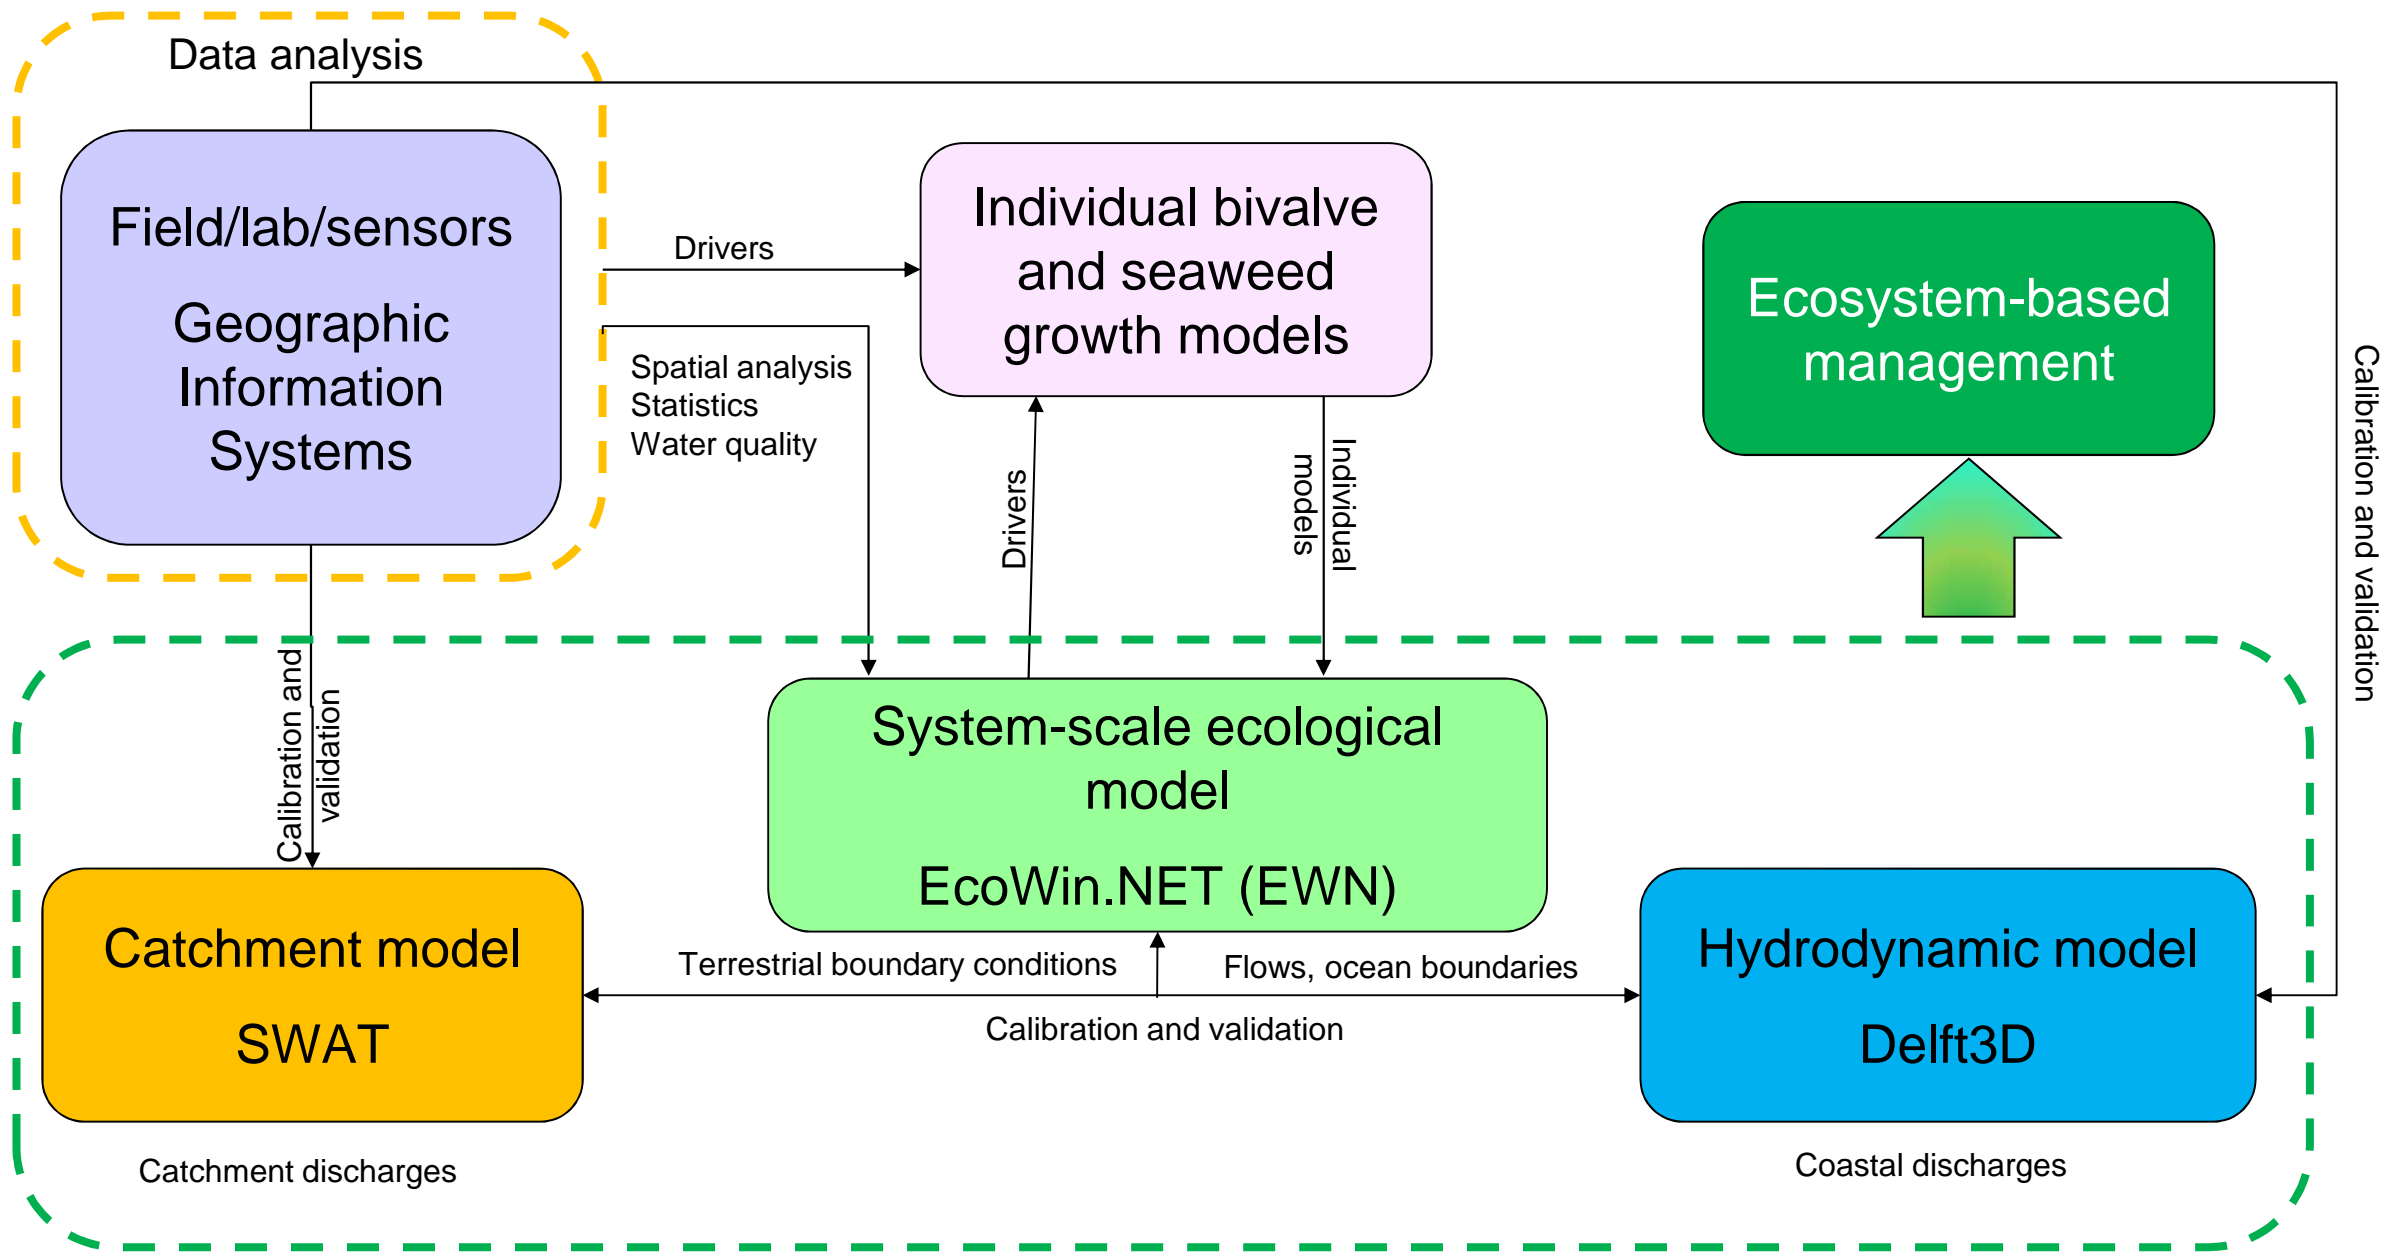 Data analysis
Field/lab/sensors
Geographic
Information
Systems
Drivers
Spatial analysis
Statistics
Water quality
Individual bivalve
and seaweed
growth models
Ecosystem-based
management
Calibration and validation
Drivers
Individual
models
Calibration and
validation
System-scale ecological
model
EcoWin.NET (EWN)
Catchment model
SWAT
Terrestrial boundary conditions
Flows, ocean boundaries
Calibration and validation
Hydrodynamic model
Delft3D
Catchment discharges
Coastal discharges